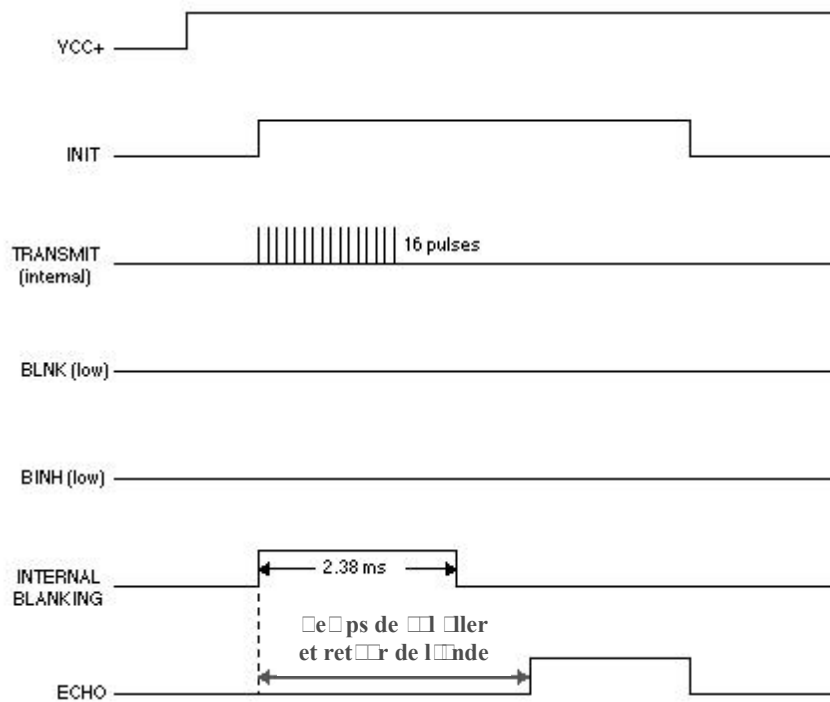 VCC+
INIT
TRANSMIT
(internal)
16 pulses
BLNK (low)
BINH (low)
INTERNAL
BLANKING
2.38 ms
de
et de
ECHO